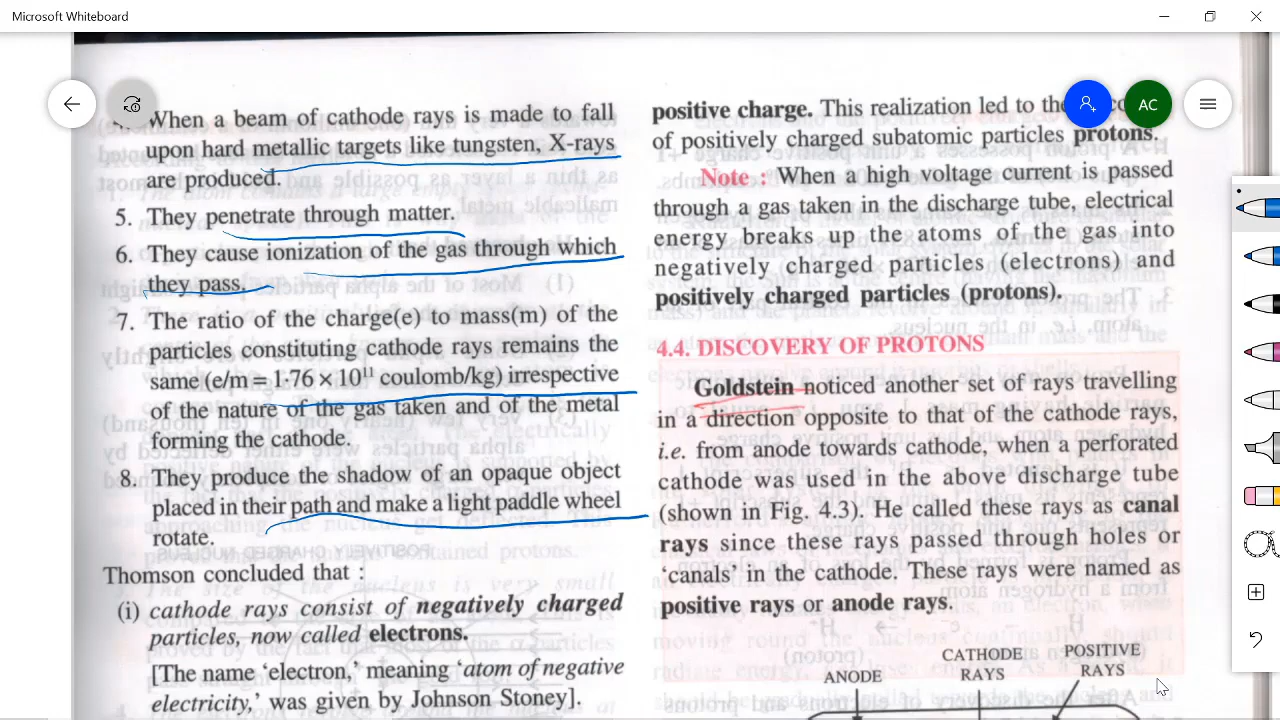 Microsoft Whiteboard
AC
When a beam of cathode rays is made to fall
upon hard metallic targets like tungsten, X-rays
are produced.
5. They penetrate through matter.
6. They cause ionization of the gas through which
they pass.
7. The ratio of the charge(e) to mass(m) of the
particles constituting cathode rays remains the
same (e/m = 1·76 × 10¹¹ coulomb/kg) irrespective
of the nature of the gas taken and of the metal
forming the cathode.
8. They produce the shadow of an opaque object
placed in their path and make a light paddle wheel
rotate.
Thomson concluded that :
(i) cathode rays consist of negatively charged
particles, now called electrons.
[The name ‘electron,’ meaning ‘atom of negative
electricity,’ was given by Johnson Stoney].
positive charge. This realization led to the
of positively charged subatomic particles protons.
Note : When a high voltage current is passed
through a gas taken in the discharge tube, electrical
energy breaks up the atoms of the gas into
negatively charged particles (electrons) and
positively charged particles (protons).
4.4. DISCOVERY OF PROTONS
Goldstein noticed another set of rays travelling
in a direction opposite to that of the cathode rays,
i.e. from anode towards cathode, when a perforated
cathode was used in the above discharge tube
(shown in Fig. 4.3). He called these rays as canal
rays since these rays passed through holes or
‘canals’ in the cathode. These rays were named as
positive rays or anode rays.
ANODE
CATHODE
RAYS
POSITIVE
RAYS